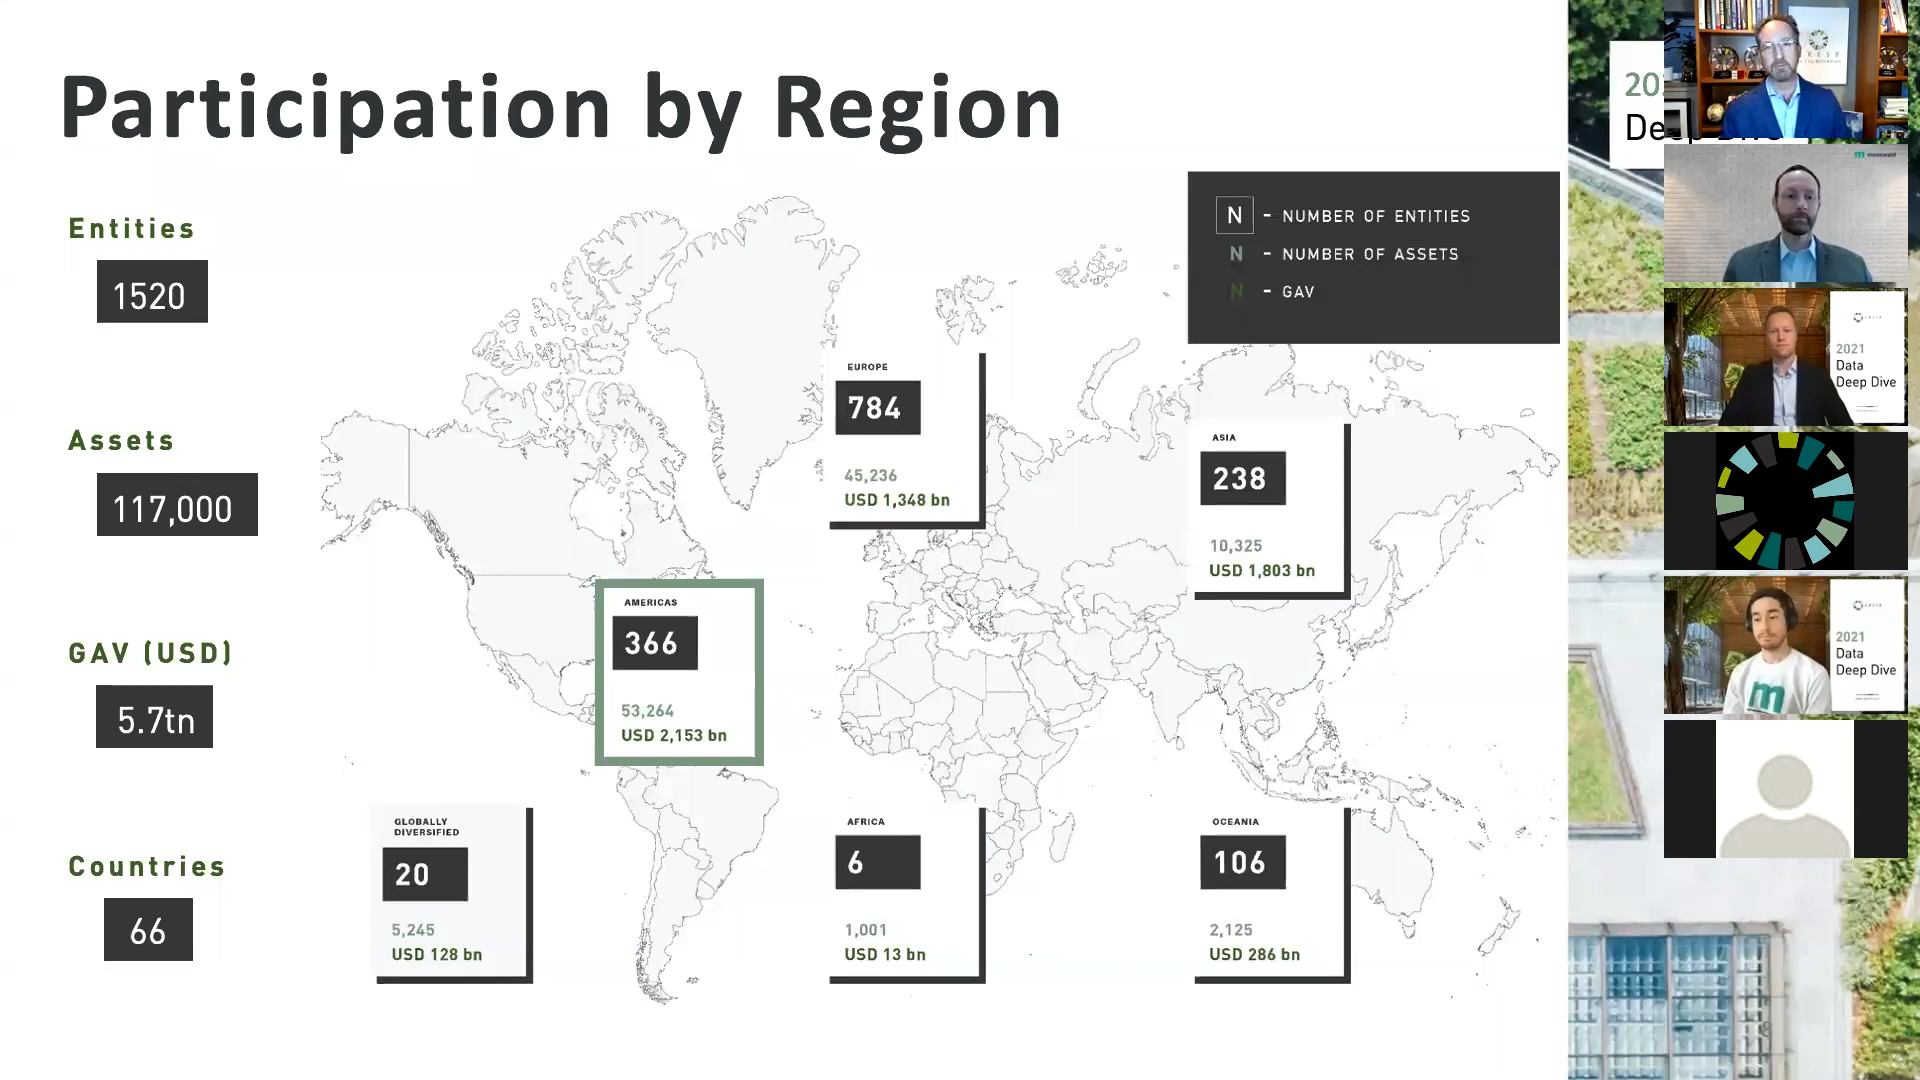 Participation by Region
Entities
1520
Assets
117,000
GAV (USD)
5.7tn
Countries
66
N - NUMBER OF ENTITIES
N - NUMBER OF ASSETS
N - GAV
EUROPE
784
45,236
USD 1,348 bn
ASIA
238
10,325
USD 1,803 bn
AMERICAS
366
53,264
USD 2,153 bn
GLOBALLY
DIVERSIFIED
20
5,245
USD 128 bn
AFRICA
6
1,001
USD 13 bn
OCEANIA
106
2,125
USD 286 bn
2021
Data
Deep Dive
m
2021
Data
Deep Dive